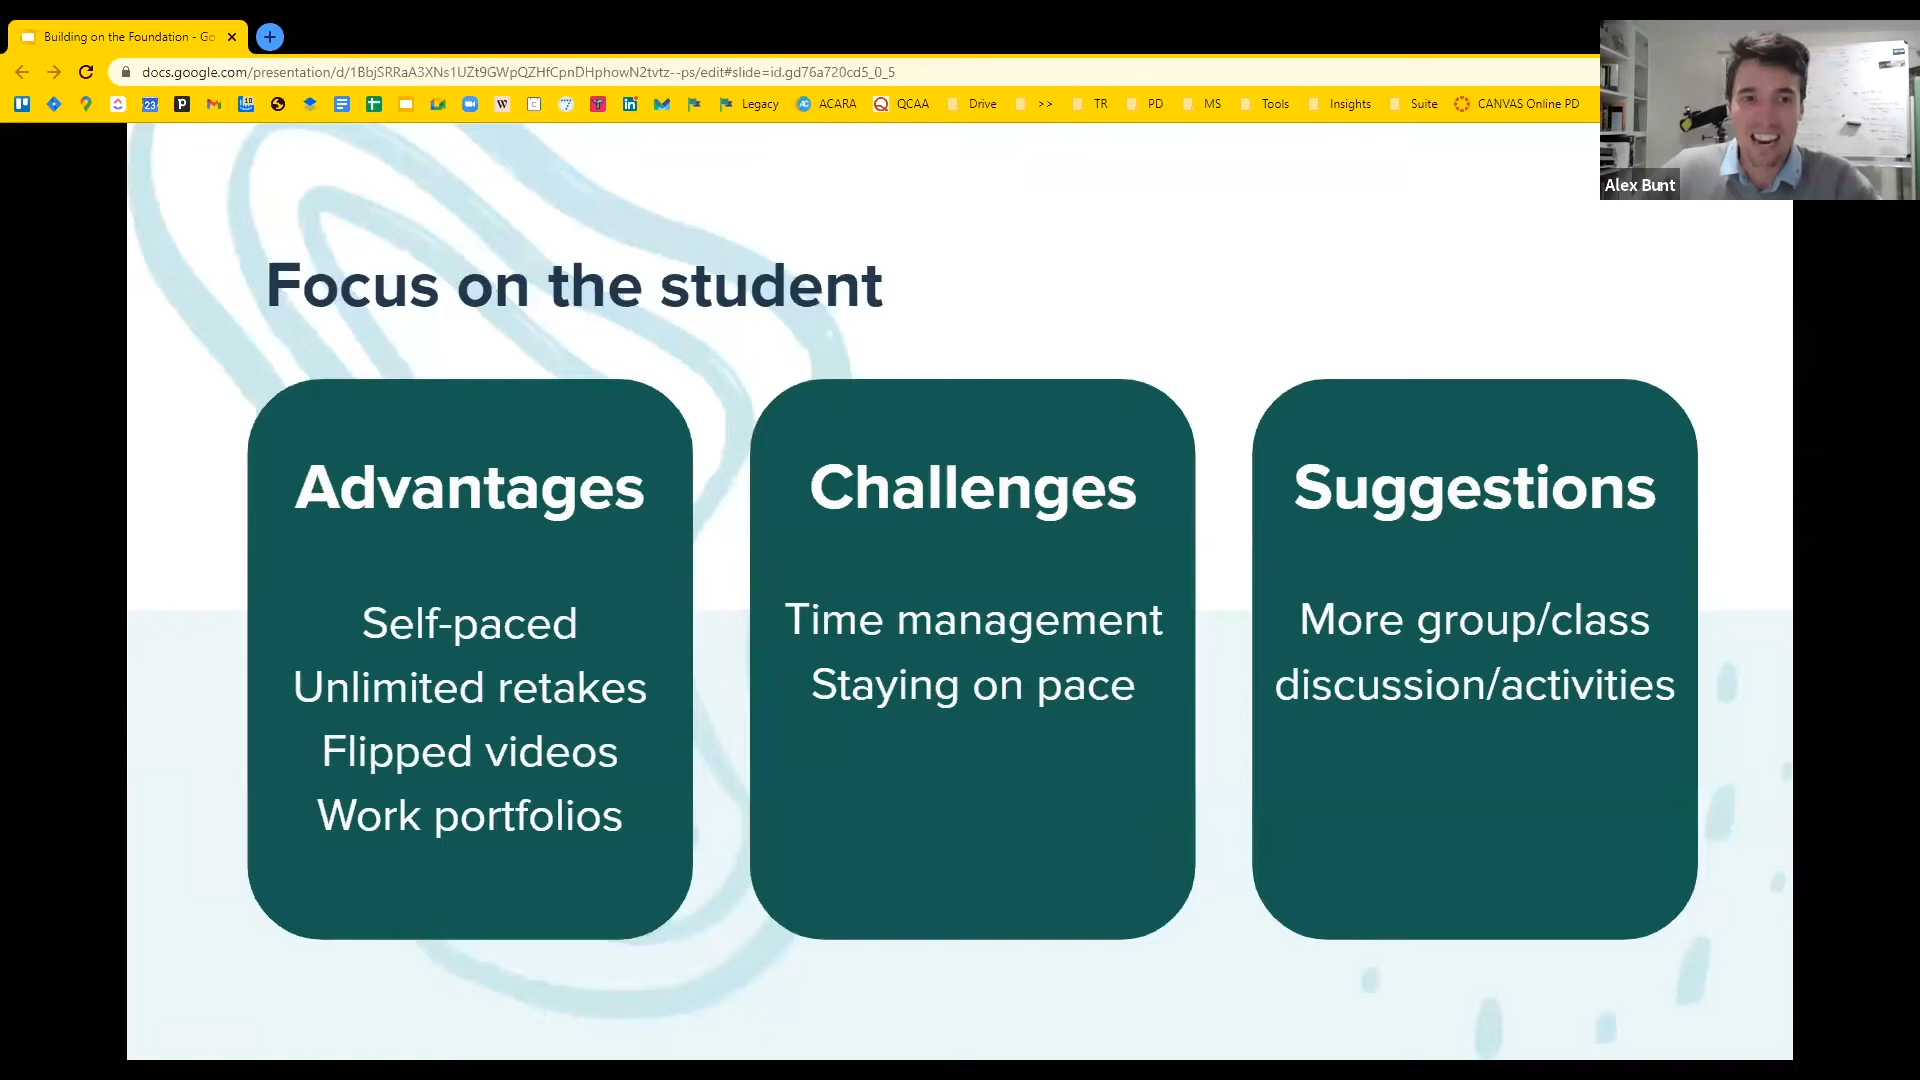 Building on the Foundation - Go
docs.google.com/presentation/d/1BbjSRRaA3XNs1UZt9GWpQZHfCpnDHphowN2tvtz--ps/edit#slide=id.gd76a720cd5_0_5
Legacy ACARA QCAA Drive >> TR PD MS Tools Insights Suite CANVAS Online PD
Alex Bunt
Focus on the student
Advantages
Self-paced
Unlimited retakes
Flipped videos
Work portfolios
Challenges
Time management
Staying on pace
Suggestions
More group/class
discussion/activities